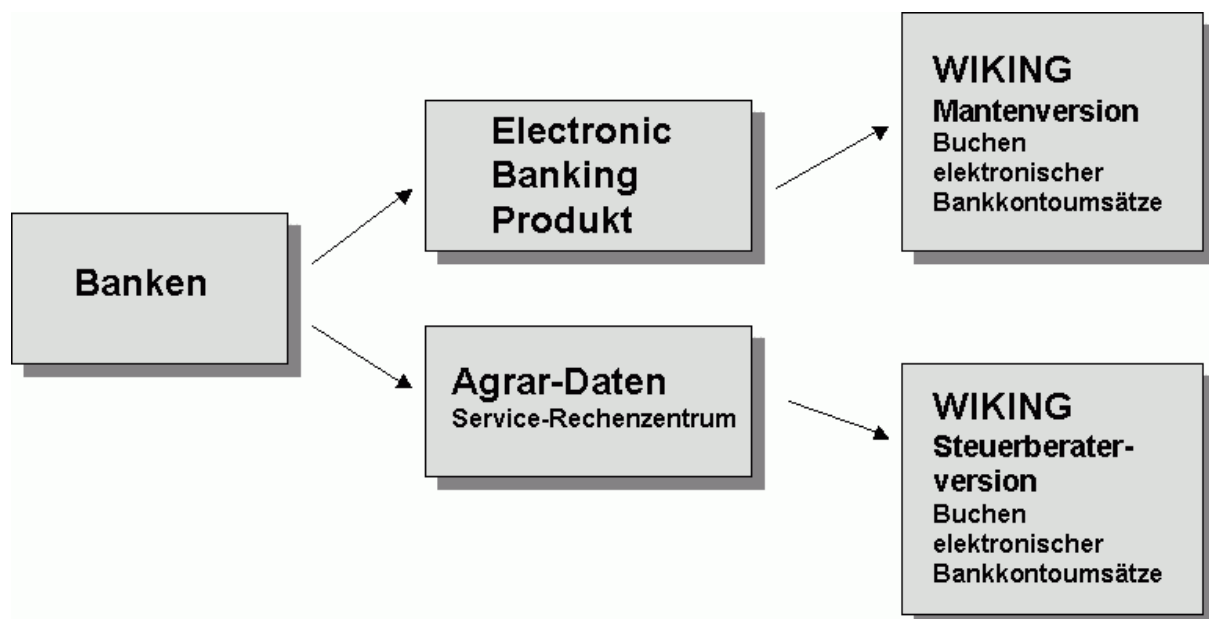 Banken
Electronic
Banking
Produkt
Agrar-Daten
Service-Rechenzentrum
WIKING
Mantenversion
Buchen
elektronischer
Bankkontoumsätze
WIKING
Steuerberater-
version
Buchen
elektronischer
Bankkontoumsätze